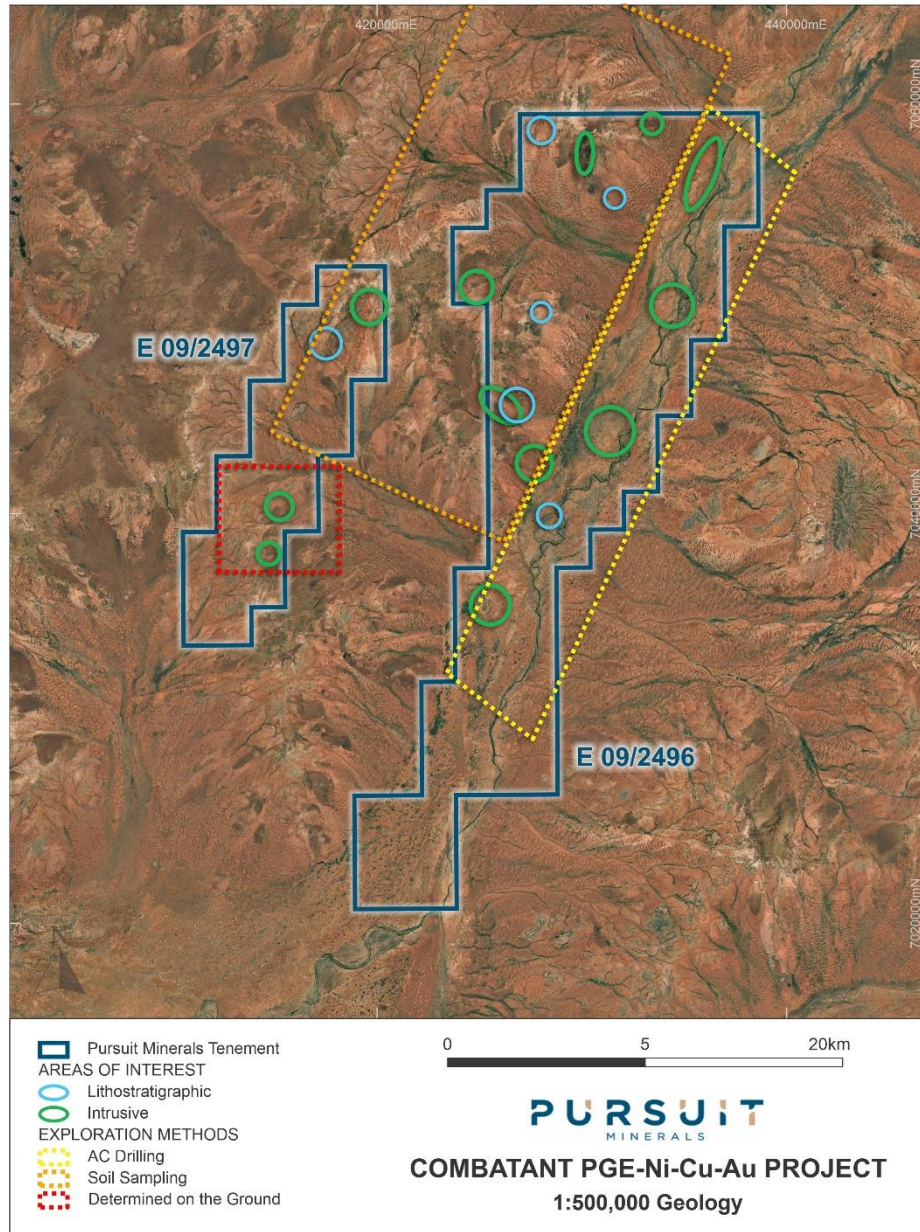 420000mE
440000mE
7060000mN
E 09/2497
7040000mN
E 09/2496
7020000mN
Pursuit Minerals Tenement
AREAS OF INTEREST
Lithostratigraphic
Intrusive
EXPLORATION METHODS
AC Drilling
Soil Sampling
Determined on the Ground
0 5 20km
PURSUIT
MINERALS
COMBATANT PGE-Ni-Cu-Au PROJECT
1:500,000 Geology